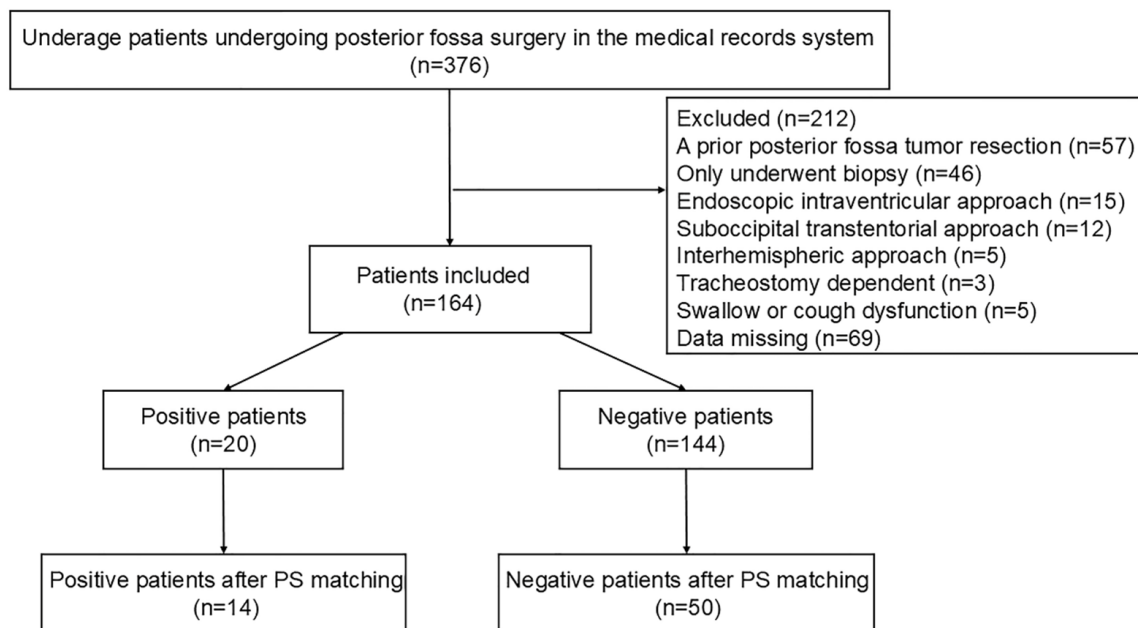 Underage patients undergoing posterior fossa surgery in the medical records system
(n=376)
Excluded (n=212)
A prior posterior fossa tumor resection (n=57)
Only underwent biopsy (n=46)
Endoscopic intraventricular approach (n=15)
Suboccipital transtentorial approach (n=12)
Interhemispheric approach (n=5)
Tracheostomy dependent (n=3)
Swallow or cough dysfunction (n=5)
Data missing (n=69)
Patients included
(n=164)
Positive patients
(n=20)
Negative patients
(n=144)
Positive patients after PS matching
(n=14)
Negative patients after PS matching
(n=50)